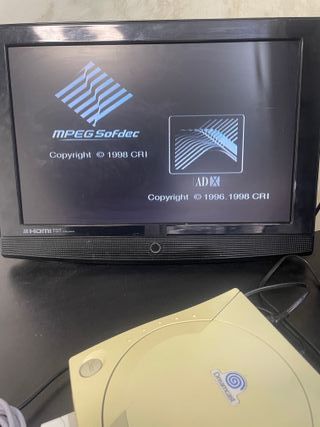 MPEG Sofdec
Copyright © 1998 CRI
ADX
Copyright © 1996,1998 CRI
HDMI
Dreamcast